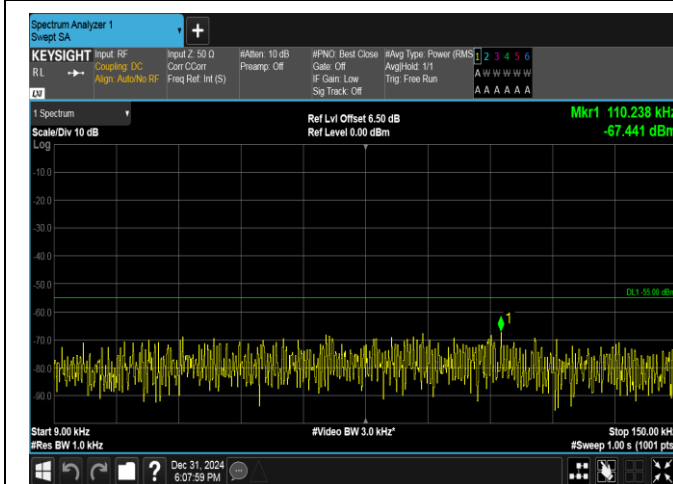 Spectrum Analyzer 1
Swept SA
+
KEYSIGHT Input: RF Input Z: 50 Ω #Atten: 10 dB #PNO: Best Close #Avg Type: Power (RMS 1 2 3 4 5 6
RL Coupling: DC Corr CCorr Preamp: Off Gate: Off Avg|Hold: 1/1 A W W W W W
Align: Auto/No RF Freq Ref: Int (S) IF Gain: Low Trig: Free Run
LXI Sig Track: Off A A A A A A
1 Spectrum Ref Lvl Offset 6.50 dB Mkr1 110.238 kHz
Scale/Div 10 dB Ref Level 0.00 dBm -67.441 dBm
Log
-10.0
-20.0
-30.0
-40.0
-50.0
DL1 -55.00 dBm
-60.0
1
-70.0
-80.0
-90.0
Start 9.00 kHz #Video BW 3.0 kHz* Stop 150.00 kHz
#Res BW 1.0 kHz #Sweep 1.00 s (1001 pts
? Dec 31, 2024
6:07:59 PM